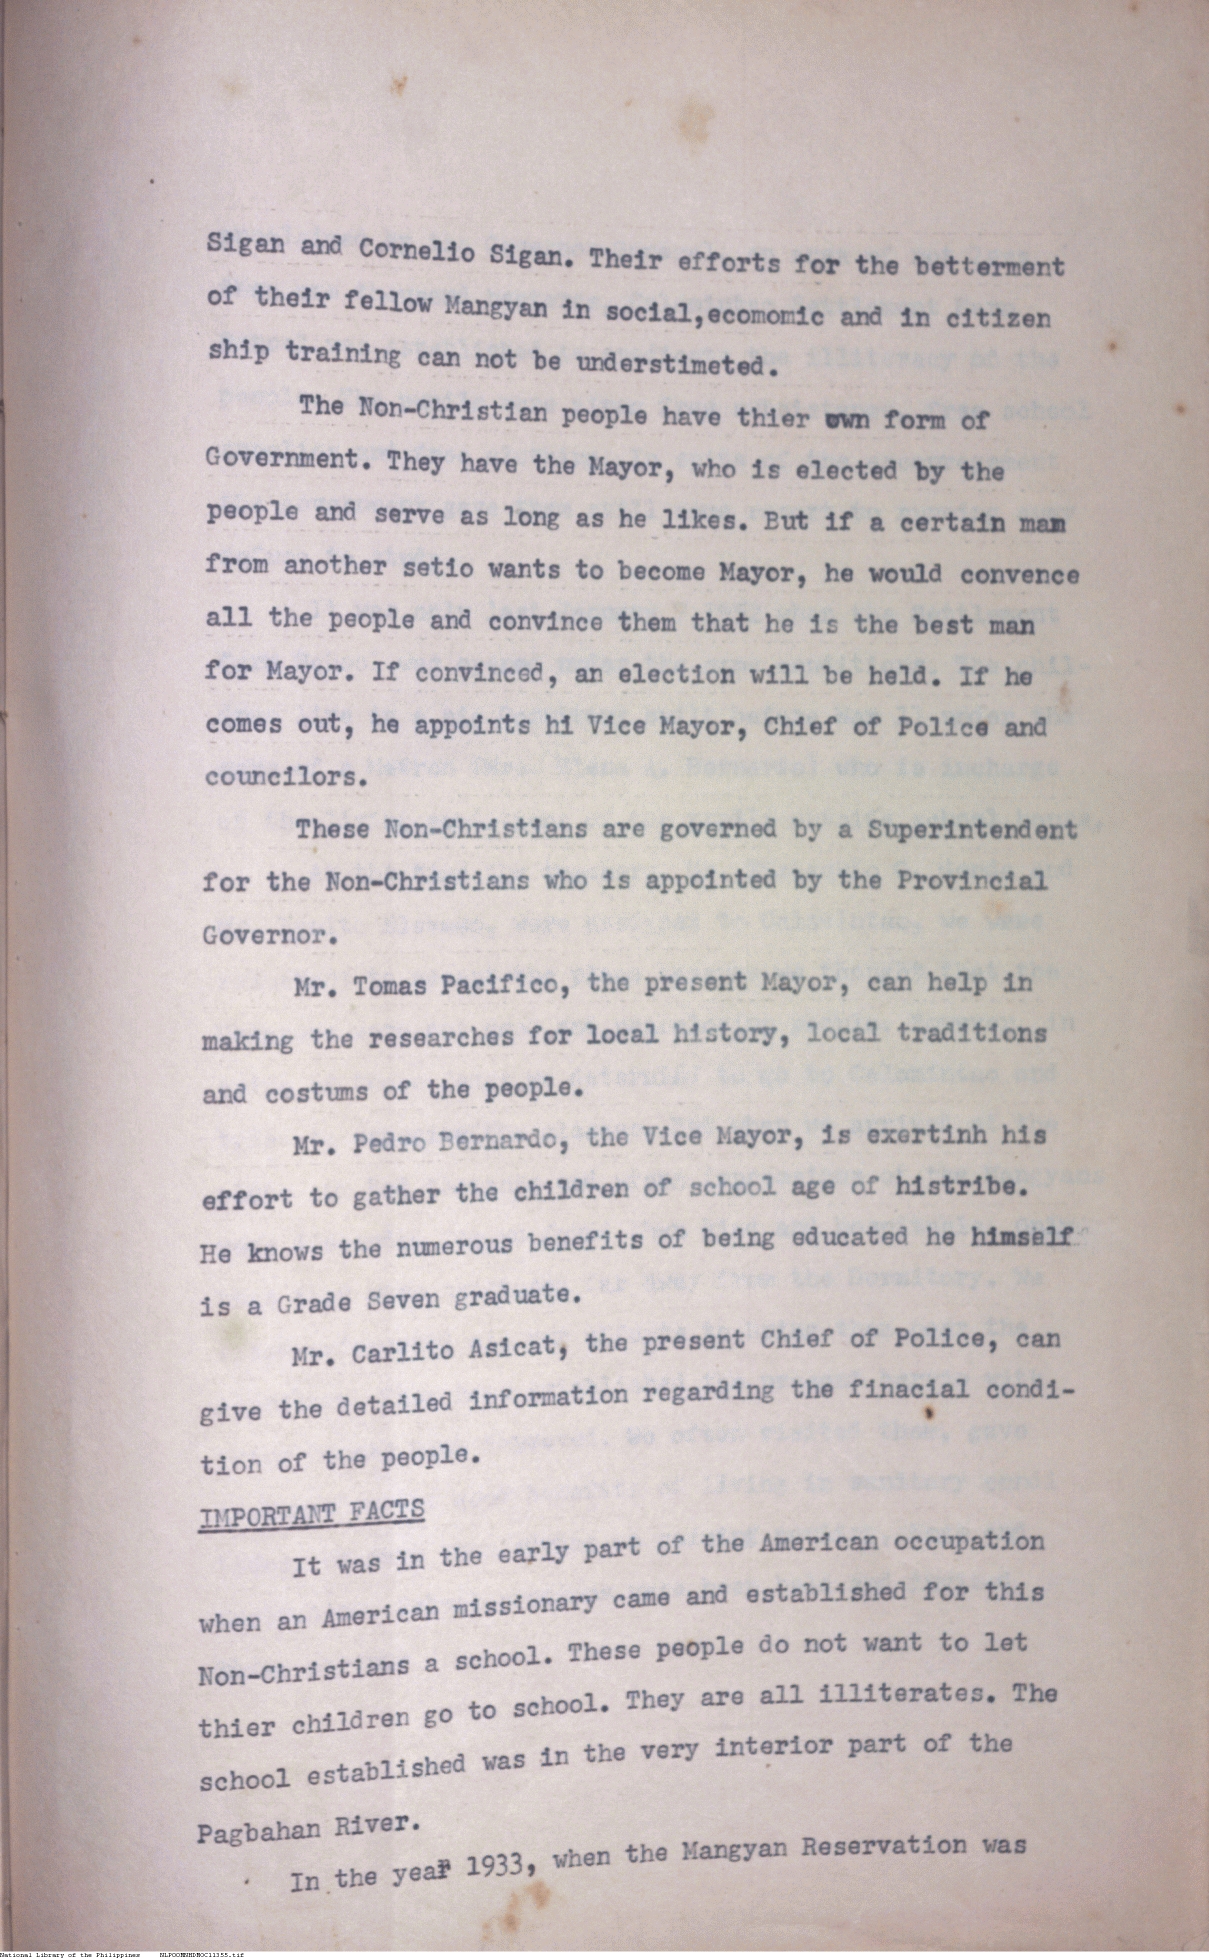 Sigan and Cornelio Sigan. Their efforts for the betterment
of their fellow Mangyan in social,ecomomic and in citizen
ship training can not be understimeted.
The Non-Christian people have thier own form of
Government. They have the Mayor, who is elected by the
people and serve as long as he likes. But if a certain man
from another setio wants to become Mayor, he would convence
all the people and convince them that he is the best man
for Mayor. If convinced, an election will be held. If he
comes out, he appoints hi Vice Mayor, Chief of Police and
councilors.
These Non-Christians are governed by a Superintendent
for the Non-Christians who is appointed by the Provincial
Governor.
Mr. Tomas Pacifico, the present Mayor, can help in
making the researches for local history, local traditions
and costums of the people.
Mr. Pedro Bernardo, the Vice Mayor, is exertinh his
effort to gather the children of school age of histribe.
He knows the numerous benefits of being educated he himself
is a Grade Seven graduate.
Mr. Carlito Asicat, the present Chief of Police, can
give the detailed information regarding the finacial condi-
tion of the people.
IMPORTANT FACTS
It was in the early part of the American occupation
when an American missionary came and established for this
Non-Christians a school. These people do not want to let
thier children go to school. They are all illiterates. The
school established was in the very interior part of the
Pagbahan River.
In the year 1933, when the Mangyan Reservation was
National Library of the Philippines NLPOOMNHDMOC11355.tif